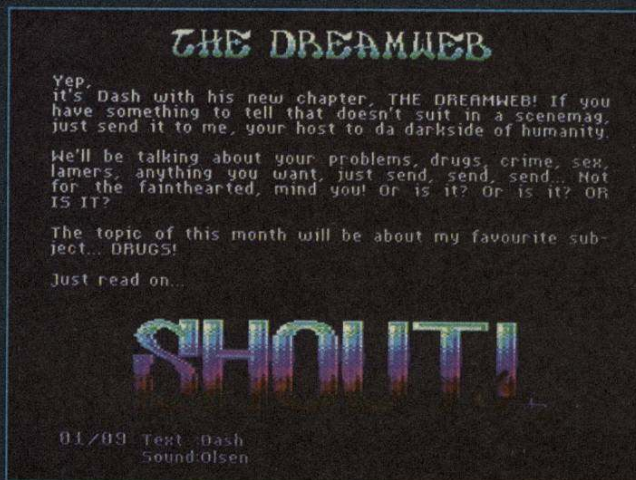 THE DREAMWEB
Yep,
it's Dash with his new chapter, THE DREAMWEB! If you
have something to tell that doesn't suit in a scenemag,
just send it to me, your host to da darkside of humanity.
We'll be talking about your problems, drugs, crime, sex,
lamers, anything you want, just send, send, send... Not
for the fainthearted, mind you! Or is it? Or is it? OR
IS IT?
The topic of this month will be about my favourite sub-
ject... DRUGS!
Just read on...
SHOUT!
01/09 Text :Dash
Sound:Olsen